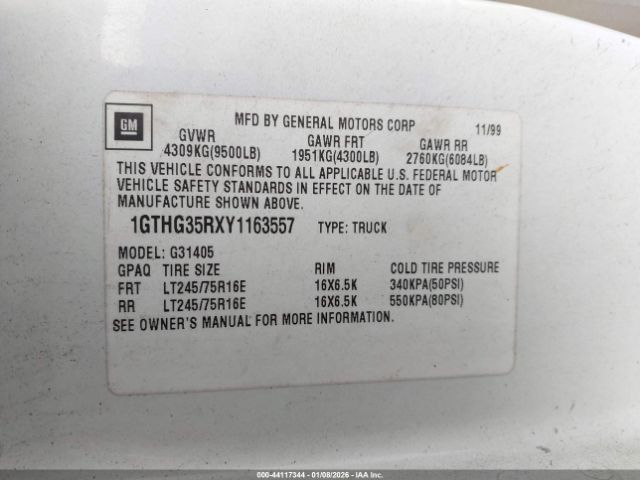 GM
MFD BY GENERAL MOTORS CORP 11/99
GVWR GAWR FRT GAWR RR
4309KG(9500LB) 1951KG(4300LB) 2760KG(6084LB)
THIS VEHICLE CONFORMS TO ALL APPLICABLE U.S. FEDERAL MOTOR
VEHICLE SAFETY STANDARDS IN EFFECT ON THE DATE OF
MANUFACTURE SHOWN ABOVE.
1GTHG35RXY1163557 TYPE: TRUCK
MODEL: G31405
GPAQ TIRE SIZE RIM COLD TIRE PRESSURE
FRT LT245/75R16E 16X6.5K 340KPA(50PSI)
RR LT245/75R16E 16X6.5K 550KPA(80PSI)
SEE OWNER'S MANUAL FOR MORE INFORMATION.
000-44117344 - 01/08/2026 - IAA Inc.